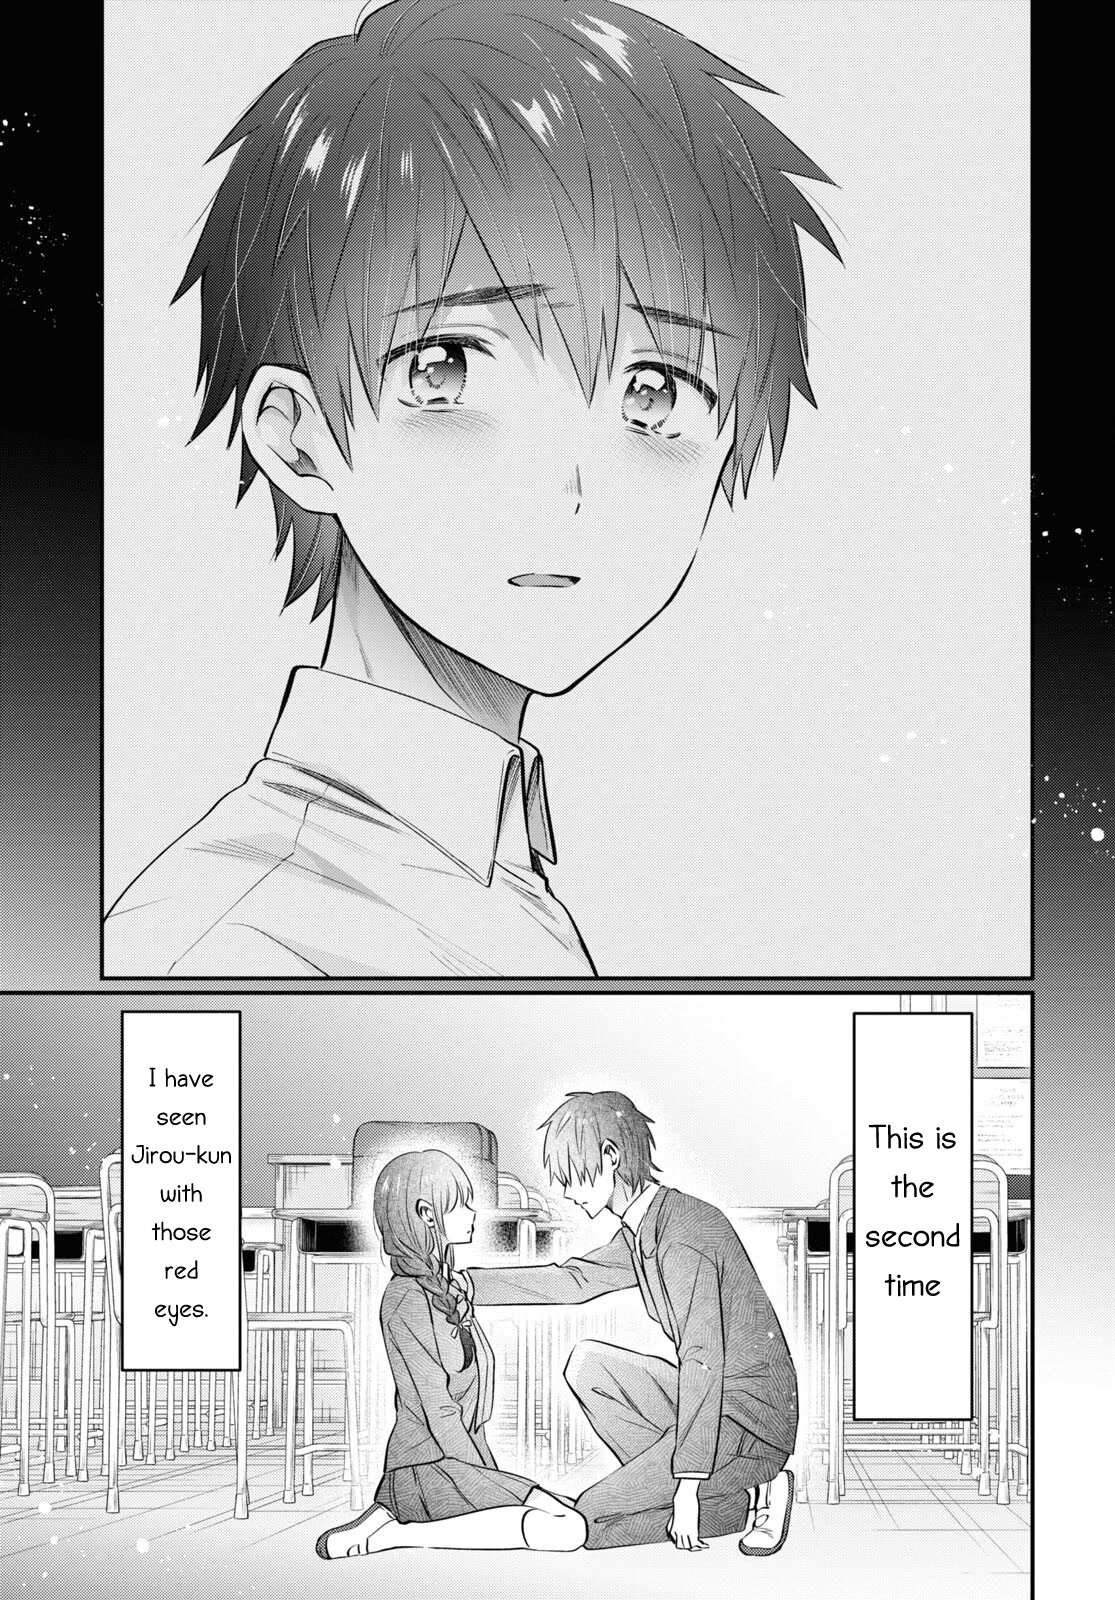 This is
the
second
time
I have
seen
Jirou-kun
with
those
red
eyes.